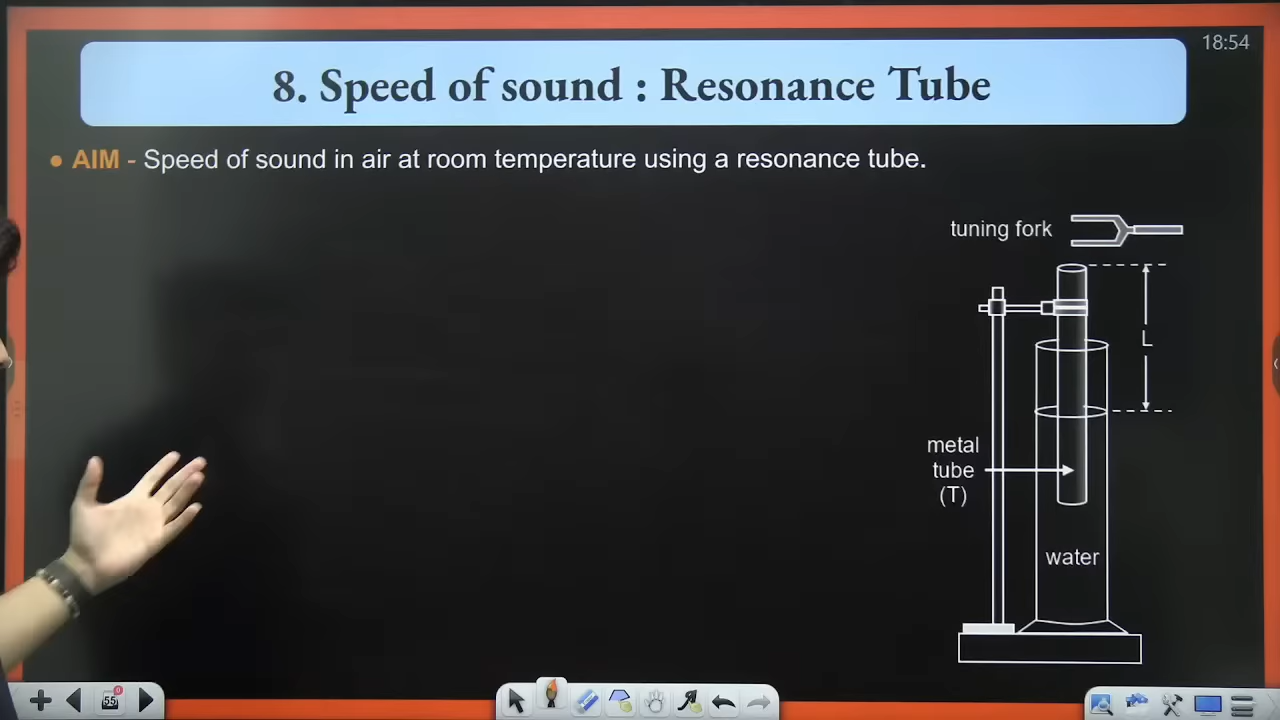 18:54
8. Speed of sound : Resonance Tube
● AIM - Speed of sound in air at room temperature using a resonance tube.
tuning fork
L
metal
tube
(T)
water
55
0